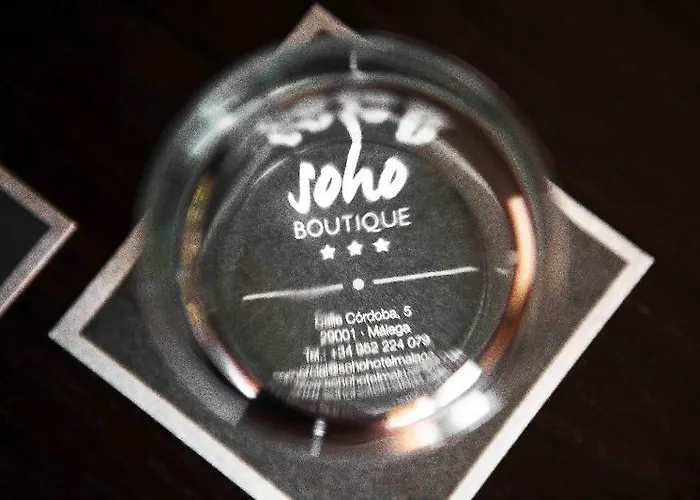 soho
BOUTIQUE
Calle Córdoba, 5
29001 - Málaga
Tel. +34 952 224 079